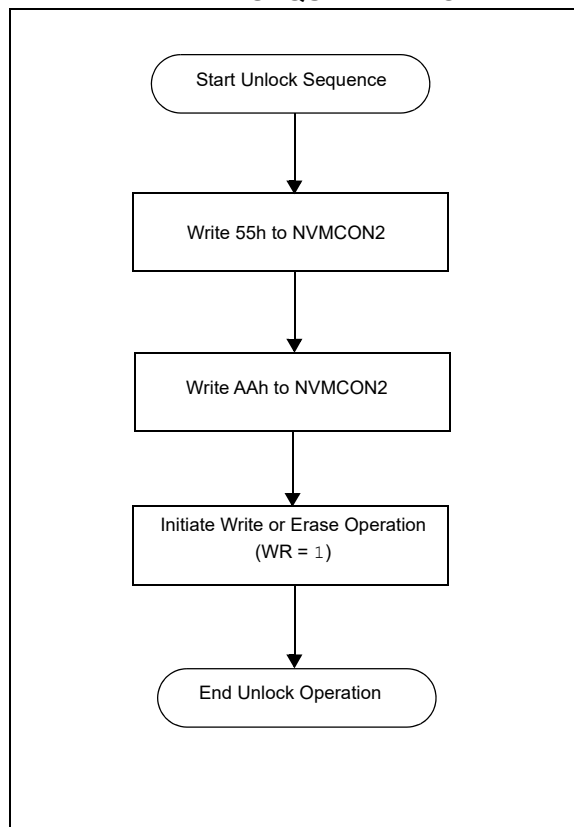 Start Unlock Sequence
Write 55h to NVMCON2
Write AAh to NVMCON2
Initiate Write or Erase Operation
(WR = 1)
End Unlock Operation